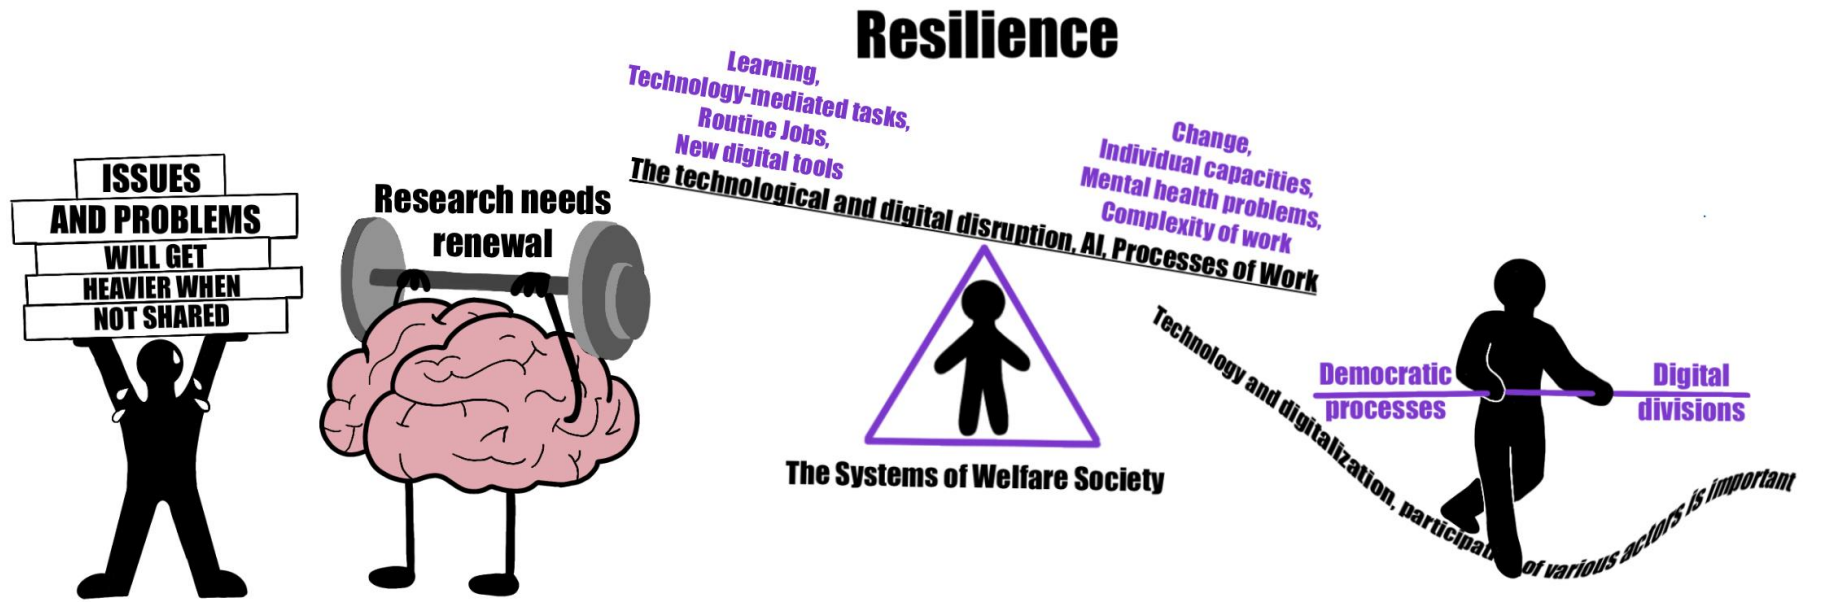 Resilience
ISSUES
AND PROBLEMS
WILL GET
HEAVIER WHEN
NOT SHARED
Research needs
renewal
Learning,
Technology-mediated tasks,
Routine Jobs,
New digital tools
Change,
Individual capacities,
Mental health problems,
Complexity of work
The technological and digital disruption, AI, Processes of Work
The Systems of Welfare Society
Democratic
processes
Digital
divisions
Technology and digitalization, participati of various actors is important